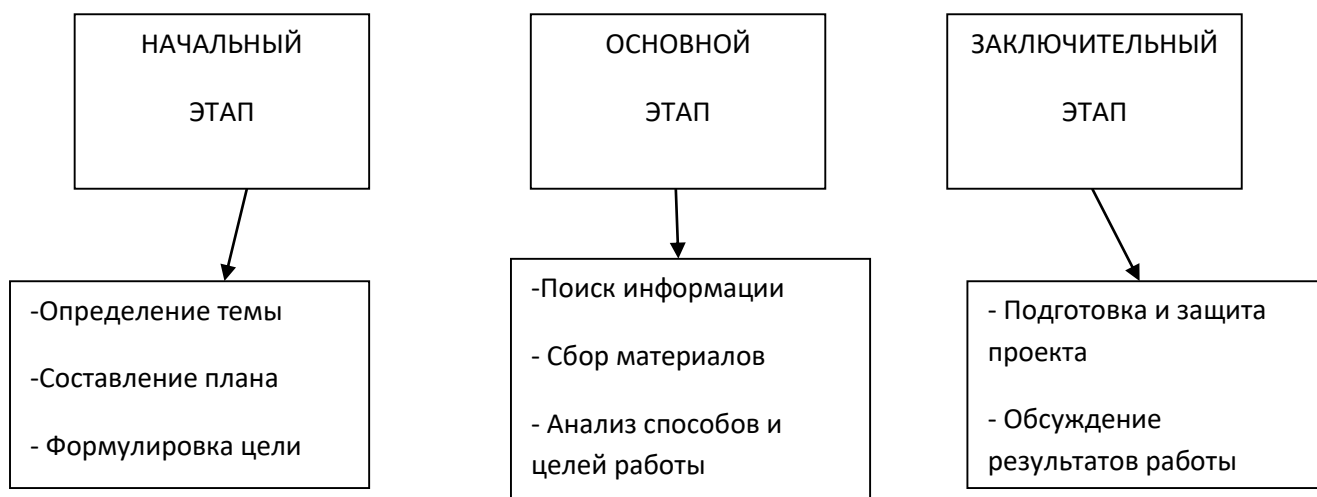 НАЧАЛЬНЫЙ
ЭТАП
ОСНОВНОЙ
ЭТАП
ЗАКЛЮЧИТЕЛЬНЫЙ
ЭТАП
-Определение темы
-Составление плана
- Формулировка цели
-Поиск информации
- Сбор материалов
- Анализ способов и
целей работы
- Подготовка и защита
проекта
- Обсуждение
результатов работы